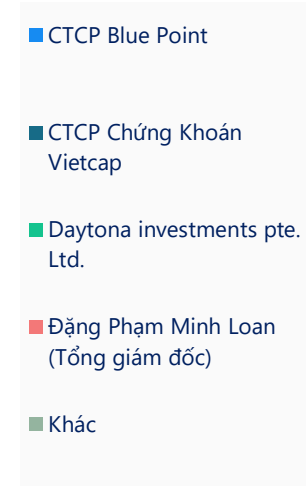 CTCP Blue Point
CTCP Chứng Khoán
Vietcap
Daytona investments pte.
Ltd.
Đặng Phạm Minh Loan
(Tổng giám đốc)
Khác